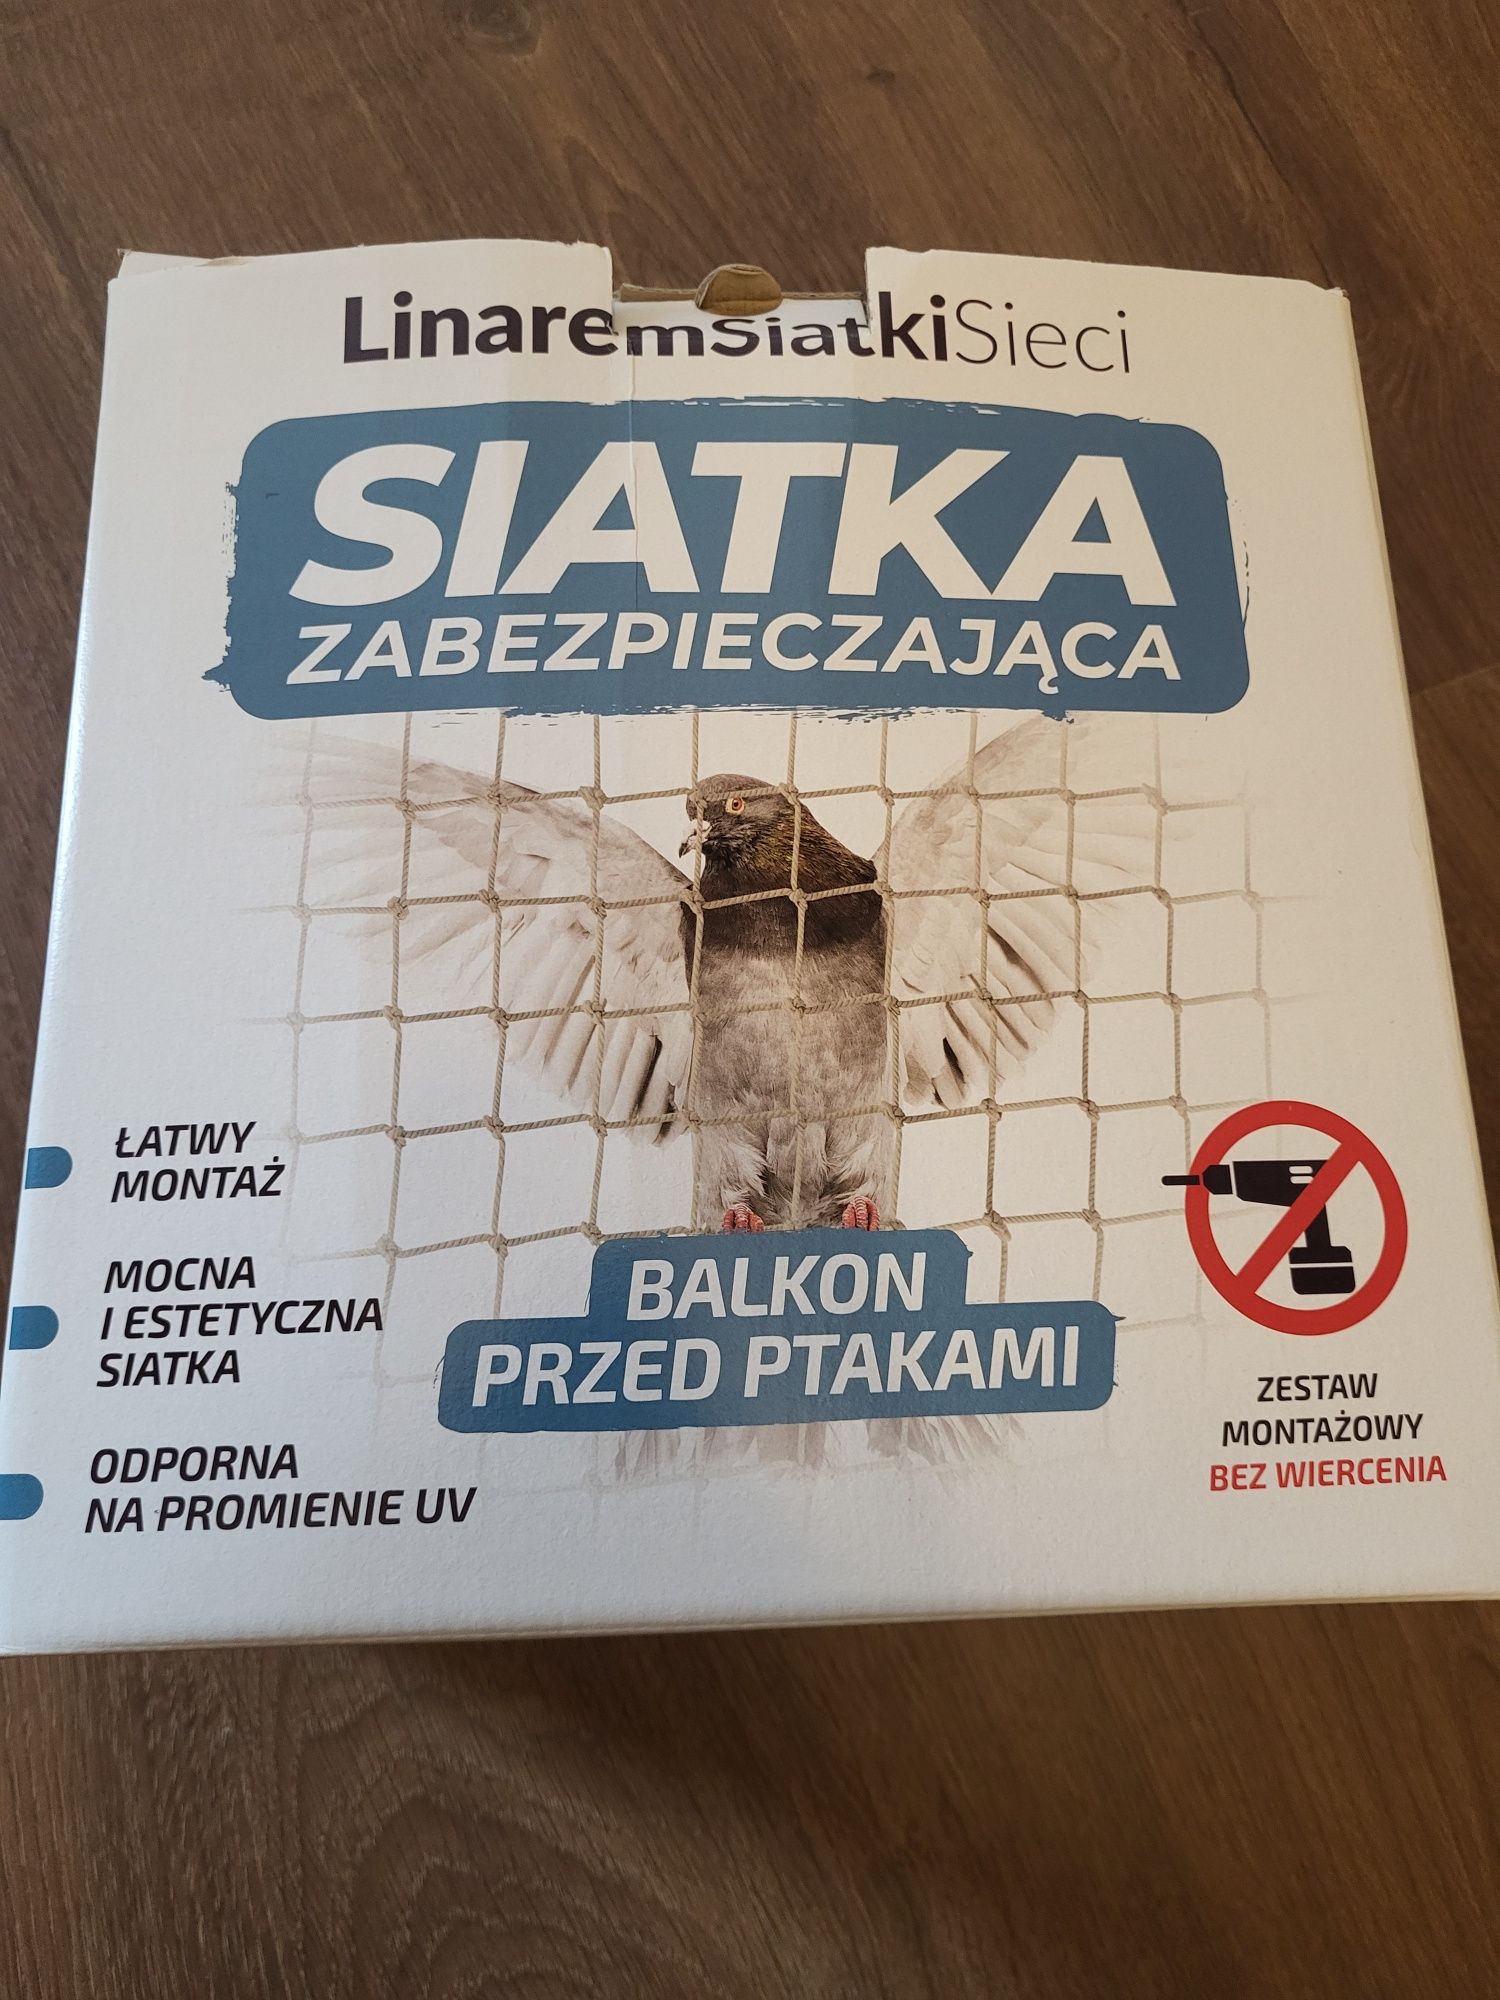 LinaremSiatkiSieci
SIATKA
ZABEZPIECZAJĄCA
ŁATWY
MONTAŻ
MOCNA
I ESTETYCZNA
SIATKA
ODPORNA
NA PROMIENIE UV
BALKON
PRZED PTAKAMI
ZESTAW
MONTAŻOWY
BEZ WIERCENIA